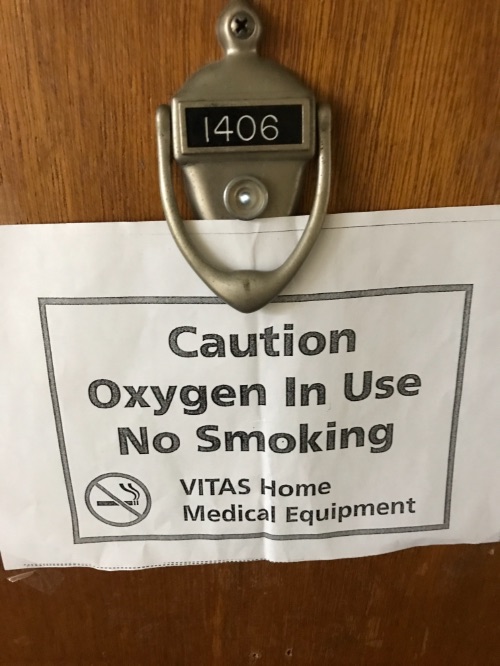 1406
Caution
Oxygen In Use
No Smoking
VITAS Home
Medical Equipment